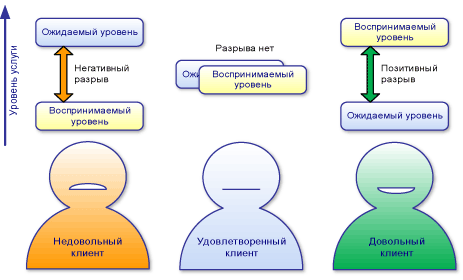 Уровень услуги
Ожидаемый уровень
Негативный
разрыв
Воспринимаемый
уровень
Недовольный
клиент
Разрыва нет
Воспринимаемый
уровень
Удовлетворенный
клиент
Воспринимаемый
уровень
Позитивный
разрыв
Ожидаемый уровень
Довольный
клиент